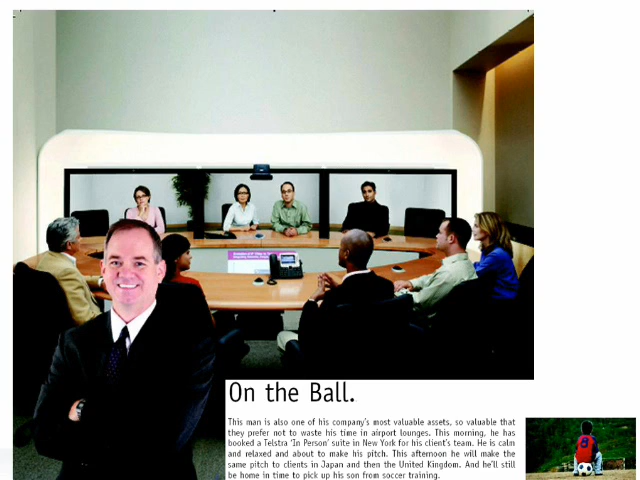 On the Ball.
This man is also one of his company's most valuable assets, so valuable that
they prefer not to waste his time in airport lounges. This morning, he has
booked a Telstra 'In Person' suite in New York for his client's team. He is calm
and relaxed and about to make his pitch. This afternoon he will make the
same pitch to clients in Japan and then the United Kingdom. And he'll still
be home in time to pick up his son from soccer training.